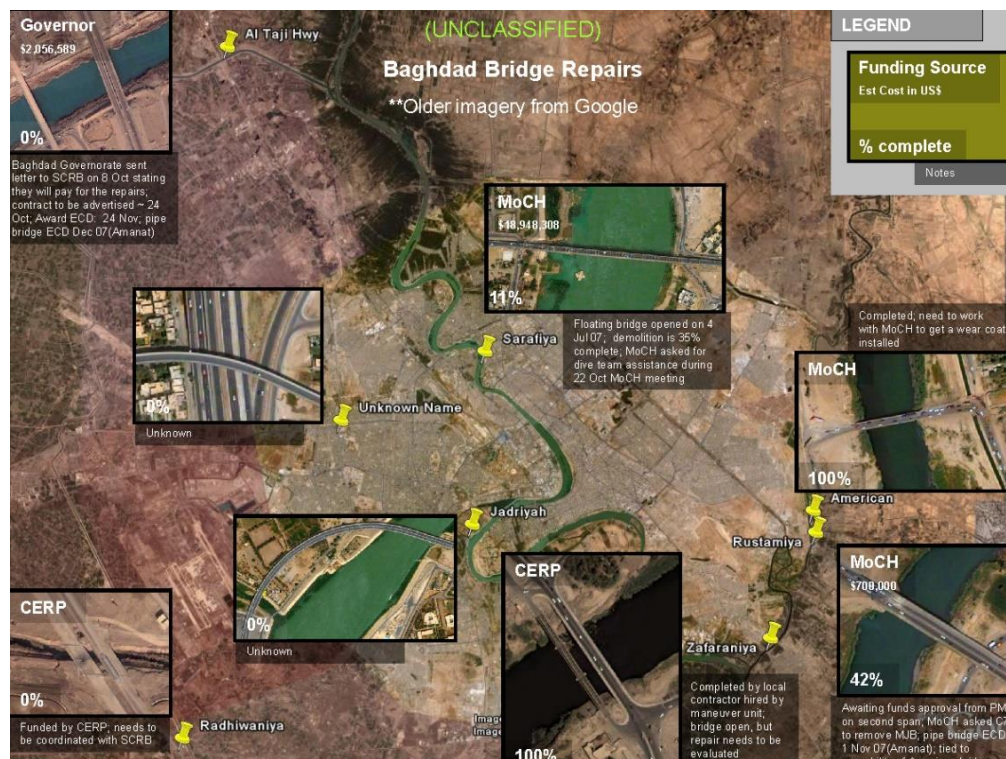 Governor
$2,056,589
0%
Baghdad Governorate sent
letter to SCRB on 8 Oct stating
they will pay for the repairs;
contract to be advertised ~ 24
Oct; Award ECD: 24 Nov; pipe
bridge ECD Dec 07(Amanat)
Al Taji Hwy
(UNCLASSIFIED)
Baghdad Bridge Repairs
**Older imagery from Google
LEGEND
Funding Source
Est Cost in US$
% complete
Notes
MoCH
$18,948,308
11%
Floating bridge opened on 4
Jul 07; demolition is 35%
complete; MoCH asked for
dive team assistance during
22 Oct MoCH meeting
Sarafiya
0%
Unknown
Unknown Name
Completed; need to work
with MoCH to get a wear coat
installed
MoCH
100%
American
Rustamiya
Jadriyah
0%
Unknown
CERP
0%
Funded by CERP; needs to
be coordinated with SCRB
Radhiwaniya
Image
Image
CERP
100%
Zafaraniya
Completed by local
contractor hired by
maneuver unit;
bridge open, but
repair needs to be
evaluated
MoCH
$700,000
42%
Awaiting funds approval from PM
on second span; MoCH asked
to remove MJB; pipe bridge ECD
1 Nov 07(Amanat); tied to